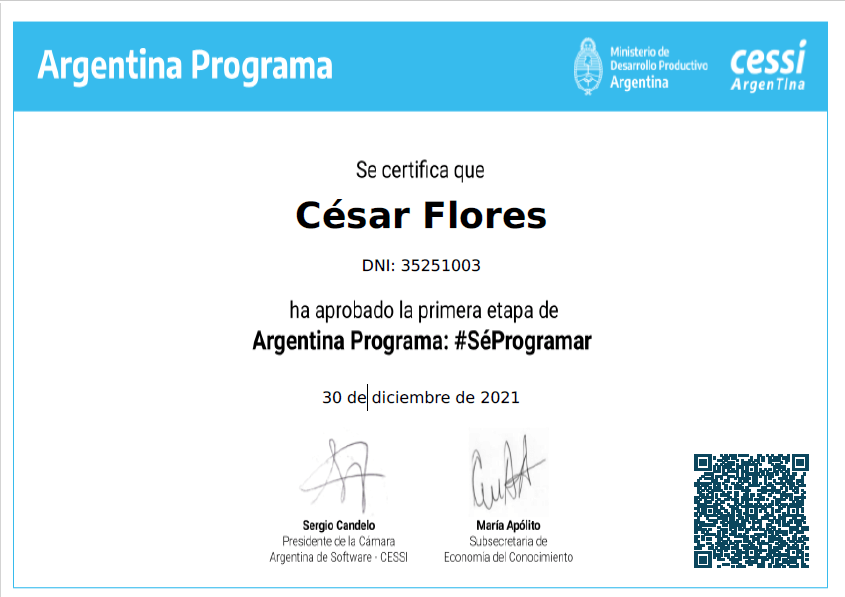 Argentina Programa
Ministerio de
Desarrollo Productivo
Argentina
cessi
ArgenTina
Se certifica que
César Flores
DNI: 35251003
ha aprobado la primera etapa de
Argentina Programa: #SéProgramar
30 de diciembre de 2021
Sergio Candelo
Presidente de la Cámara
Argentina de Software - CESSI
María Apólito
Subsecretaria de
Economia del Conocimiento